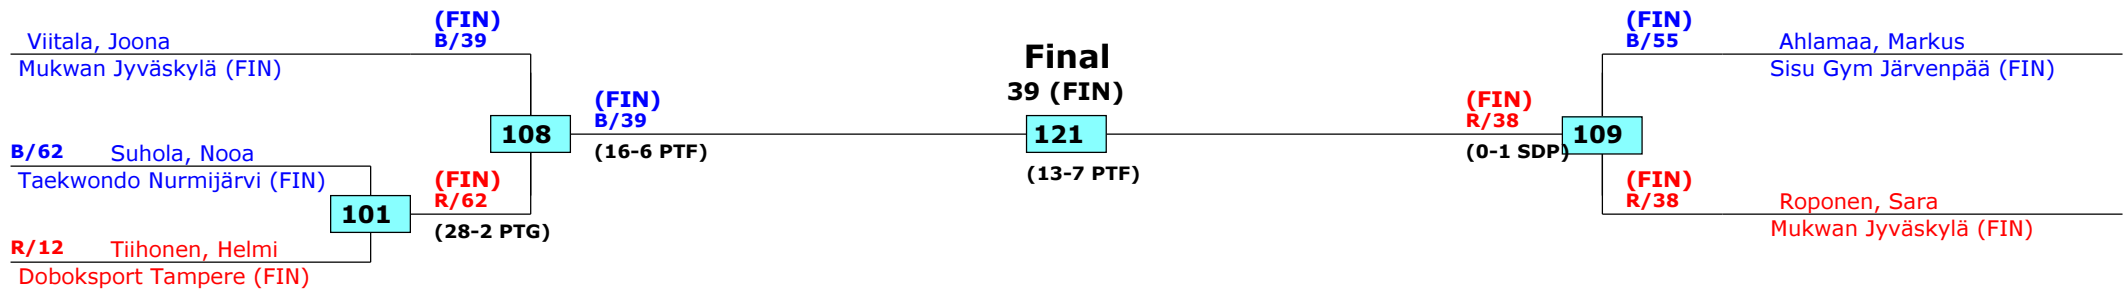 (FIN)
B/39
Viitala, Joona
Mukwan Jyväskylä (FIN)
B/62 Suhola, Nooa
Taekwondo Nurmijärvi (FIN)
R/12 Tiihonen, Helmi
Doboksport Tampere (FIN)
101
(FIN)
R/62
(28-2 PTG)
108
(FIN)
B/39
(16-6 PTF)
Final
39 (FIN)
121
(13-7 PTF)
(FIN)
R/38
(0-1 SDP)
109
(FIN)
B/55
Ahlamaa, Markus
Sisu Gym Järvenpää (FIN)
(FIN)
R/38
Roponen, Sara
Mukwan Jyväskylä (FIN)